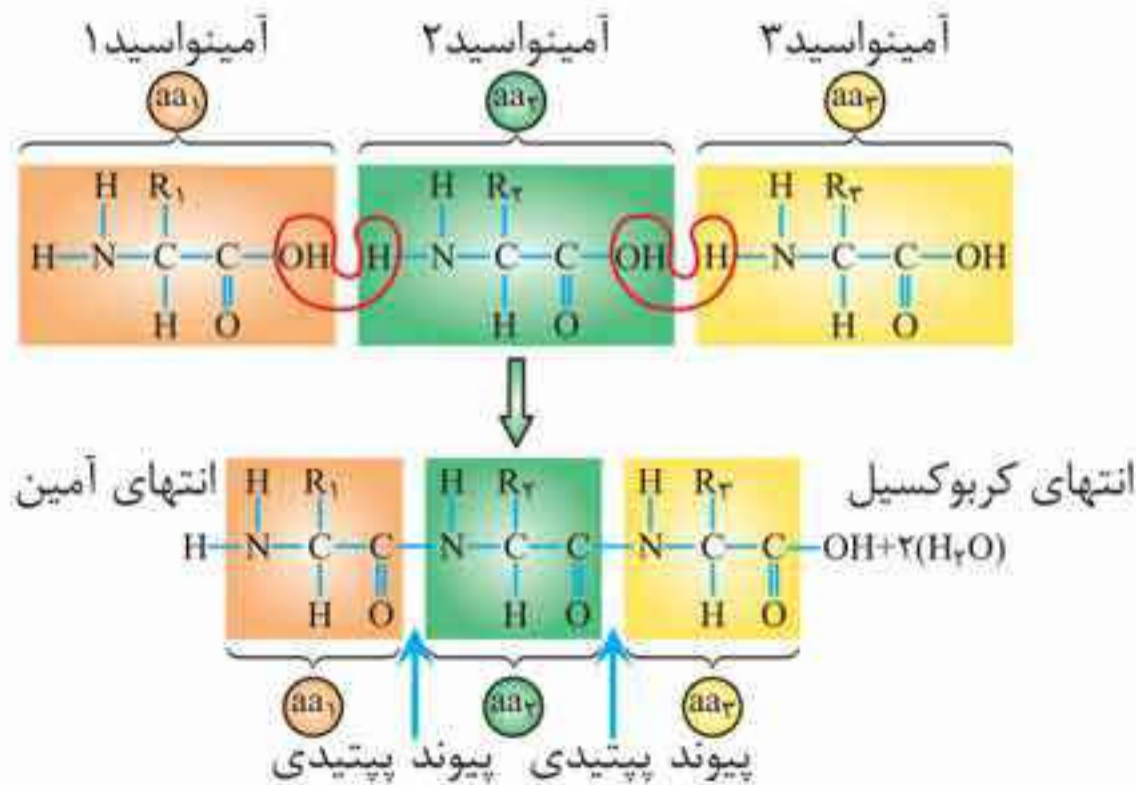 آمینواسید۱ آمینواسید۲ آمینواسید۳
aa۱ aa۲ aa۳
H R۱ H R۲ H R۳
H N C C OH H N C C OH H N C C OH
H O H O H O
انتهای آمین H R۱ H R۲ H R۳ انتهای کربوکسیل
H N C C N C C N C C OH+۲(H۲O)
H O H O H O
aa۱ aa۲ aa۳
پیوند پپتیدی پیوند پپتیدی